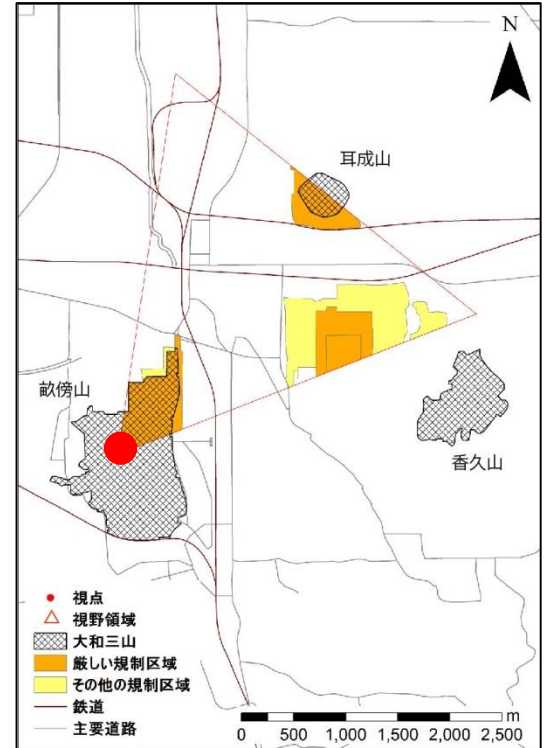 N
耳成山
畝傍山
香久山
視点
視野領域
大和三山
厳しい規制区域
その他の規制区域
鉄道
主要道路
0 500 1,000 1,500 2,000 2,500
m